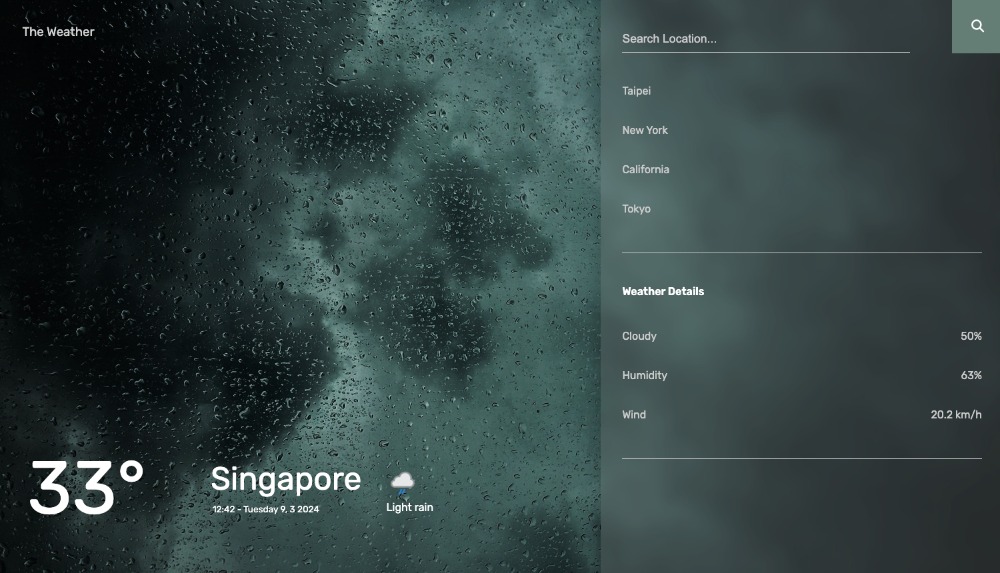 The Weather
33°
Singapore
12:42 - Tuesday 9, 3 2024
Light rain
Search Location...
Taipei
New York
California
Tokyo
Weather Details
Cloudy 50%
Humidity 63%
Wind 20.2 km/h